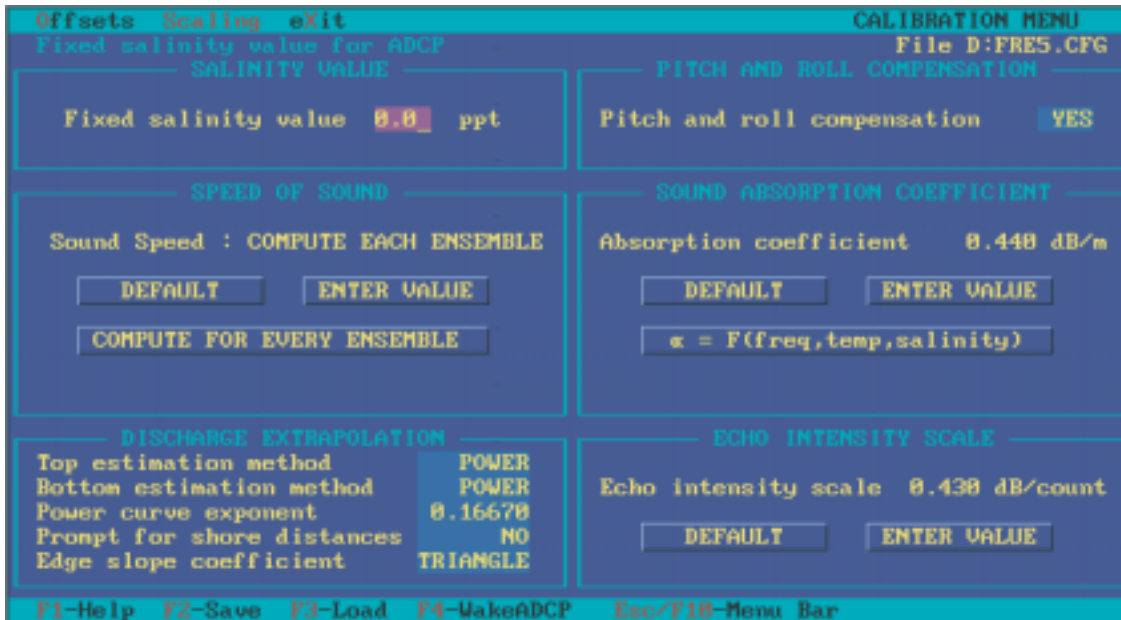 Offsets Scaling eXit CALIBRATION MENU
Fixed salinity value for ADCP File D:FRE5.CFG
SALINITY VALUE
Fixed salinity value 0.0_ ppt
PITCH AND ROLL COMPENSATION
Pitch and roll compensation YES
SPEED OF SOUND
Sound Speed : COMPUTE EACH ENSEMBLE
DEFAULT ENTER VALUE
COMPUTE FOR EVERY ENSEMBLE
SOUND ABSORPTION COEFFICIENT
Absorption coefficient 0.440 dB/m
DEFAULT ENTER VALUE
α = F(freq,temp,salinity)
DISCHARGE EXTRAPOLATION
Top estimation method POWER
Bottom estimation method POWER
Power curve exponent 0.16670
Prompt for shore distances NO
Edge slope coefficient TRIANGLE
ECHO INTENSITY SCALE
Echo intensity scale 0.430 dB/count
DEFAULT ENTER VALUE
F1-Help F2-Save F3-Load F4-WakeADCP Esc/F10-Menu Bar